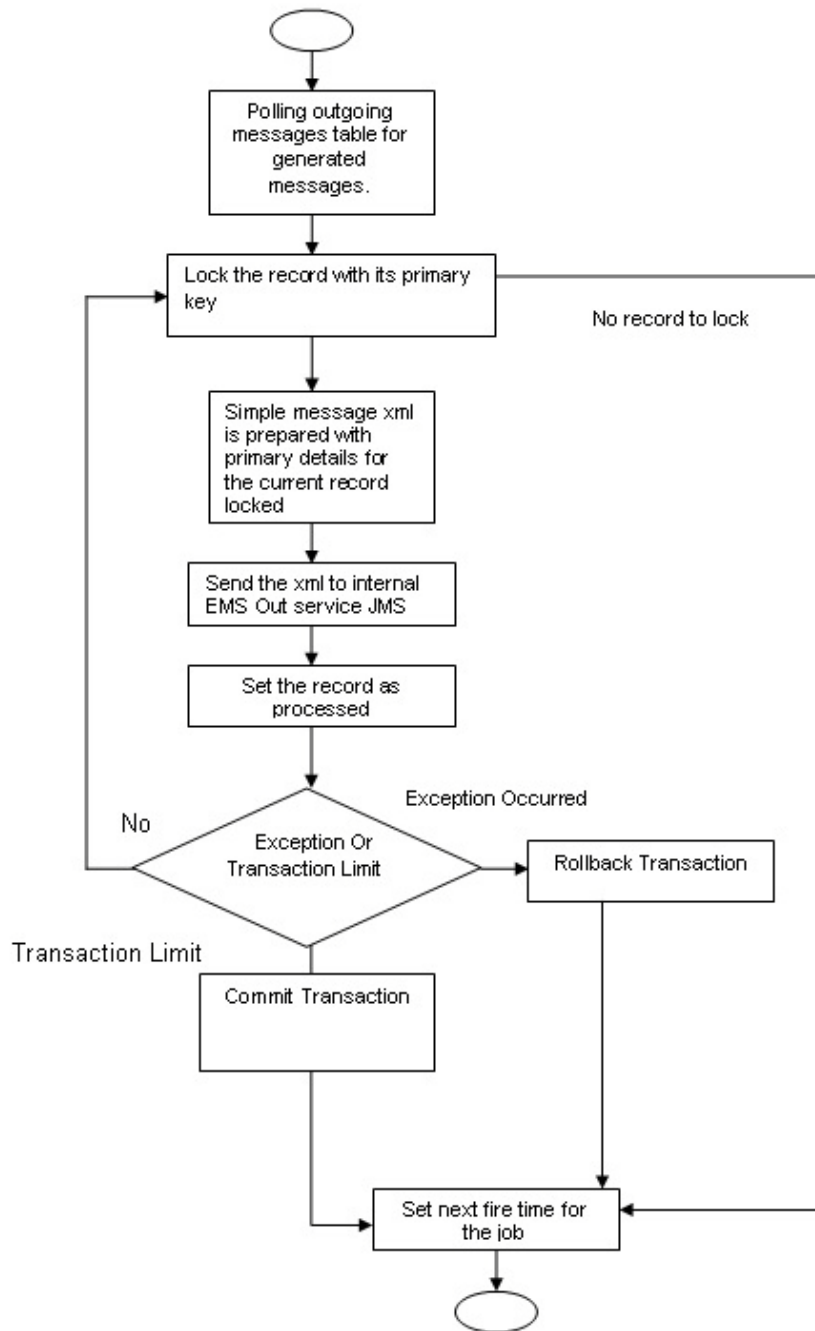 Polling outgoing
messages table for
generated
messages.
Lock the record with its primary
key
No record to lock
Simple message xml
is prepared with
primary details for
the current record
locked
Send the xml to internal
EMS Out service JMS
Set the record as
processed
Exception Occurred
No
Exception Or
Transaction Limit
Rollback Transaction
Transaction Limit
Commit Transaction
Set next fire time for
the job